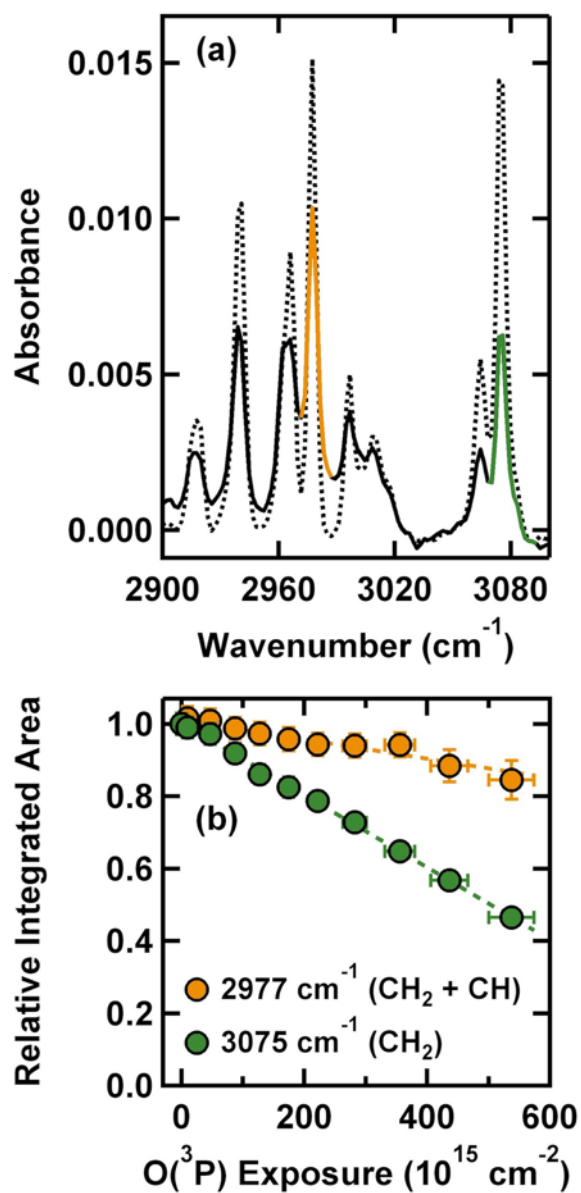 (a)
0.015
0.010
0.005
0.000
Absorbance
2900 2960 3020 3080
Wavenumber (cm⁻¹)
1.0
0.8
0.6
0.4
0.2
0.0
Relative Integrated Area
(b)
2977 cm⁻¹ (CH₂ + CH)
3075 cm⁻¹ (CH₂)
0 200 400 600
O(³P) Exposure (10¹⁵ cm⁻²)